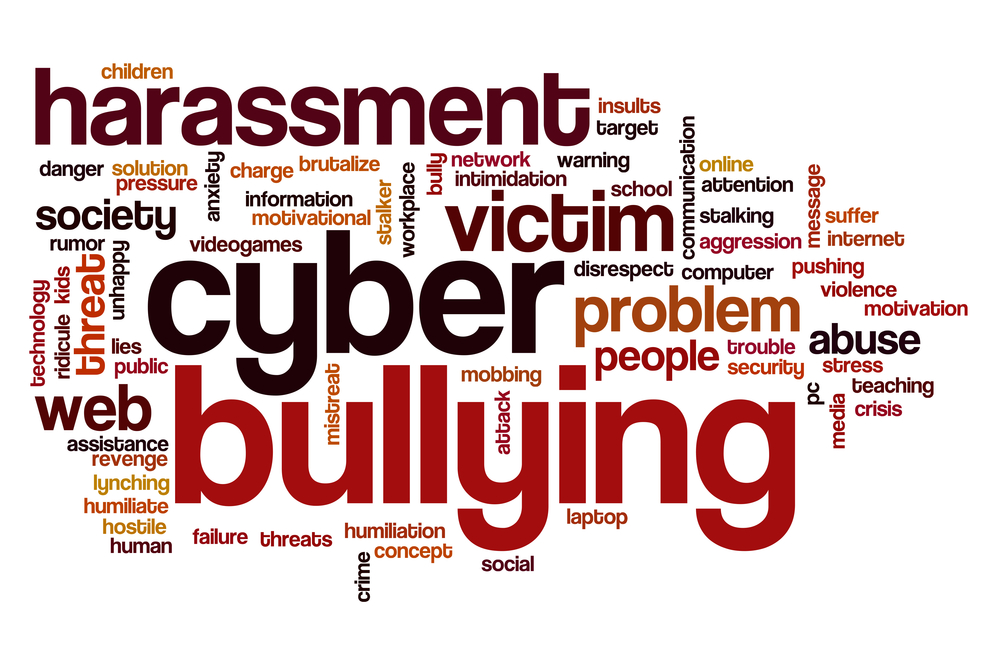 children
harassment
insults
target
danger
solution
pressure
anxiety
charge
brutalize
bully
network
warning
intimidation
communication
online
attention
message
information
motivational
stalker
workplace
school
society
victim
stalking
suffer
aggression
internet
rumor
unhappy
videogames
cyber
disrespect
computer
pushing
technology
kids
ridicule
threat
problem
violence
motivation
lies
public
people
trouble
security
abuse
stress
web
mistreat
mobbing
attack
pc
teaching
media
crisis
assistance
revenge
bullying
lynching
humiliate
hostile
human
failure
threats
humiliation
concept
laptop
crime
social